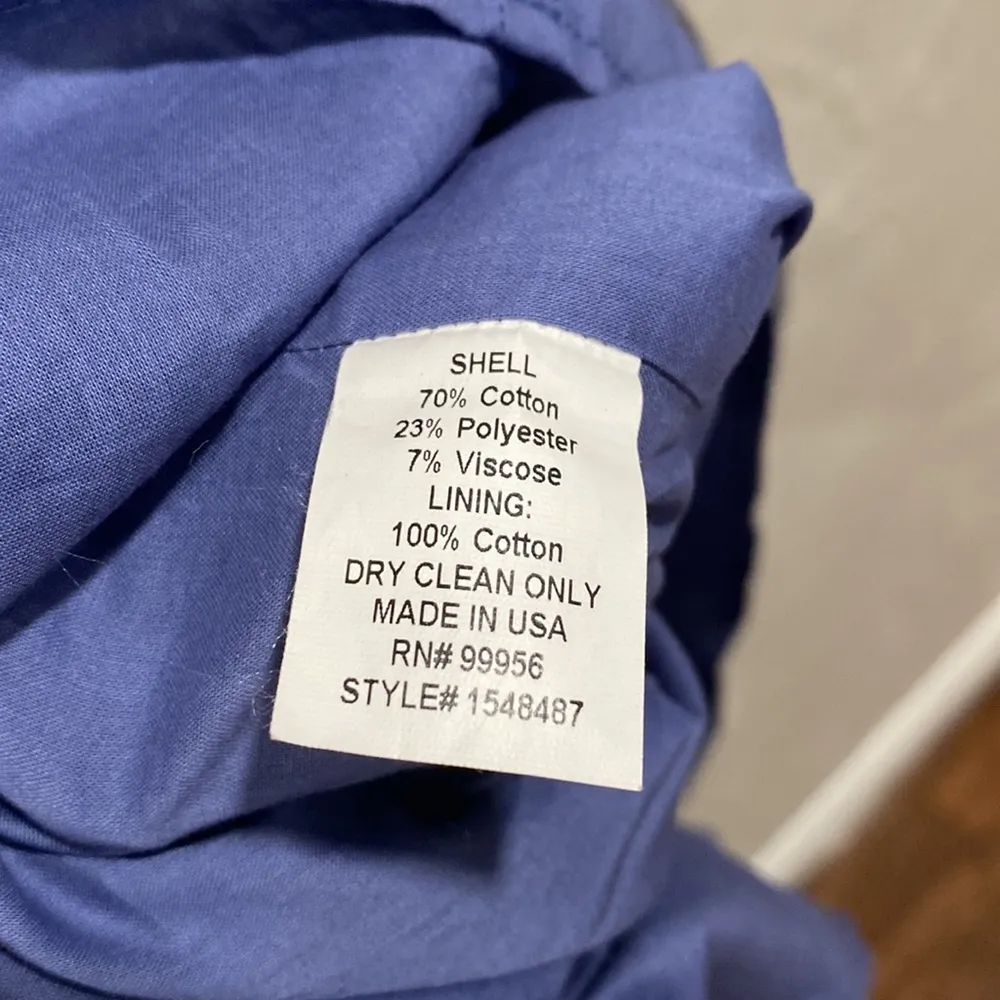 SHELL
70% Cotton
23% Polyester
7% Viscose
LINING:
100% Cotton
DRY CLEAN ONLY
MADE IN USA
RN# 99956
STYLE# 1548487